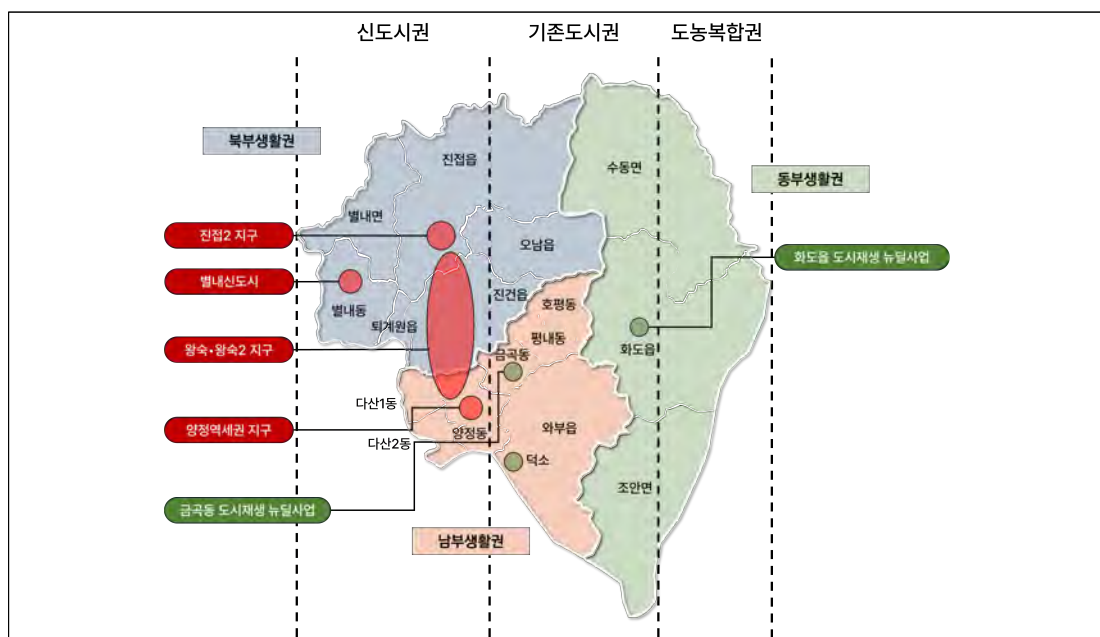 신도시권
기존도시권
도농복합권
북부생활권
진접읍
수동면
동부생활권
별내면
진접2 지구
오남읍
화도읍 도시재생 뉴딜사업
별내신도시
별내동
진건읍
호평동
퇴계원읍
평내동
왕숙•왕숙2 지구
금곡동
화도읍
다산1동
양정역세권 지구
양정동
와부읍
다산2동
덕소
조안면
금곡동 도시재생 뉴딜사업
남부생활권